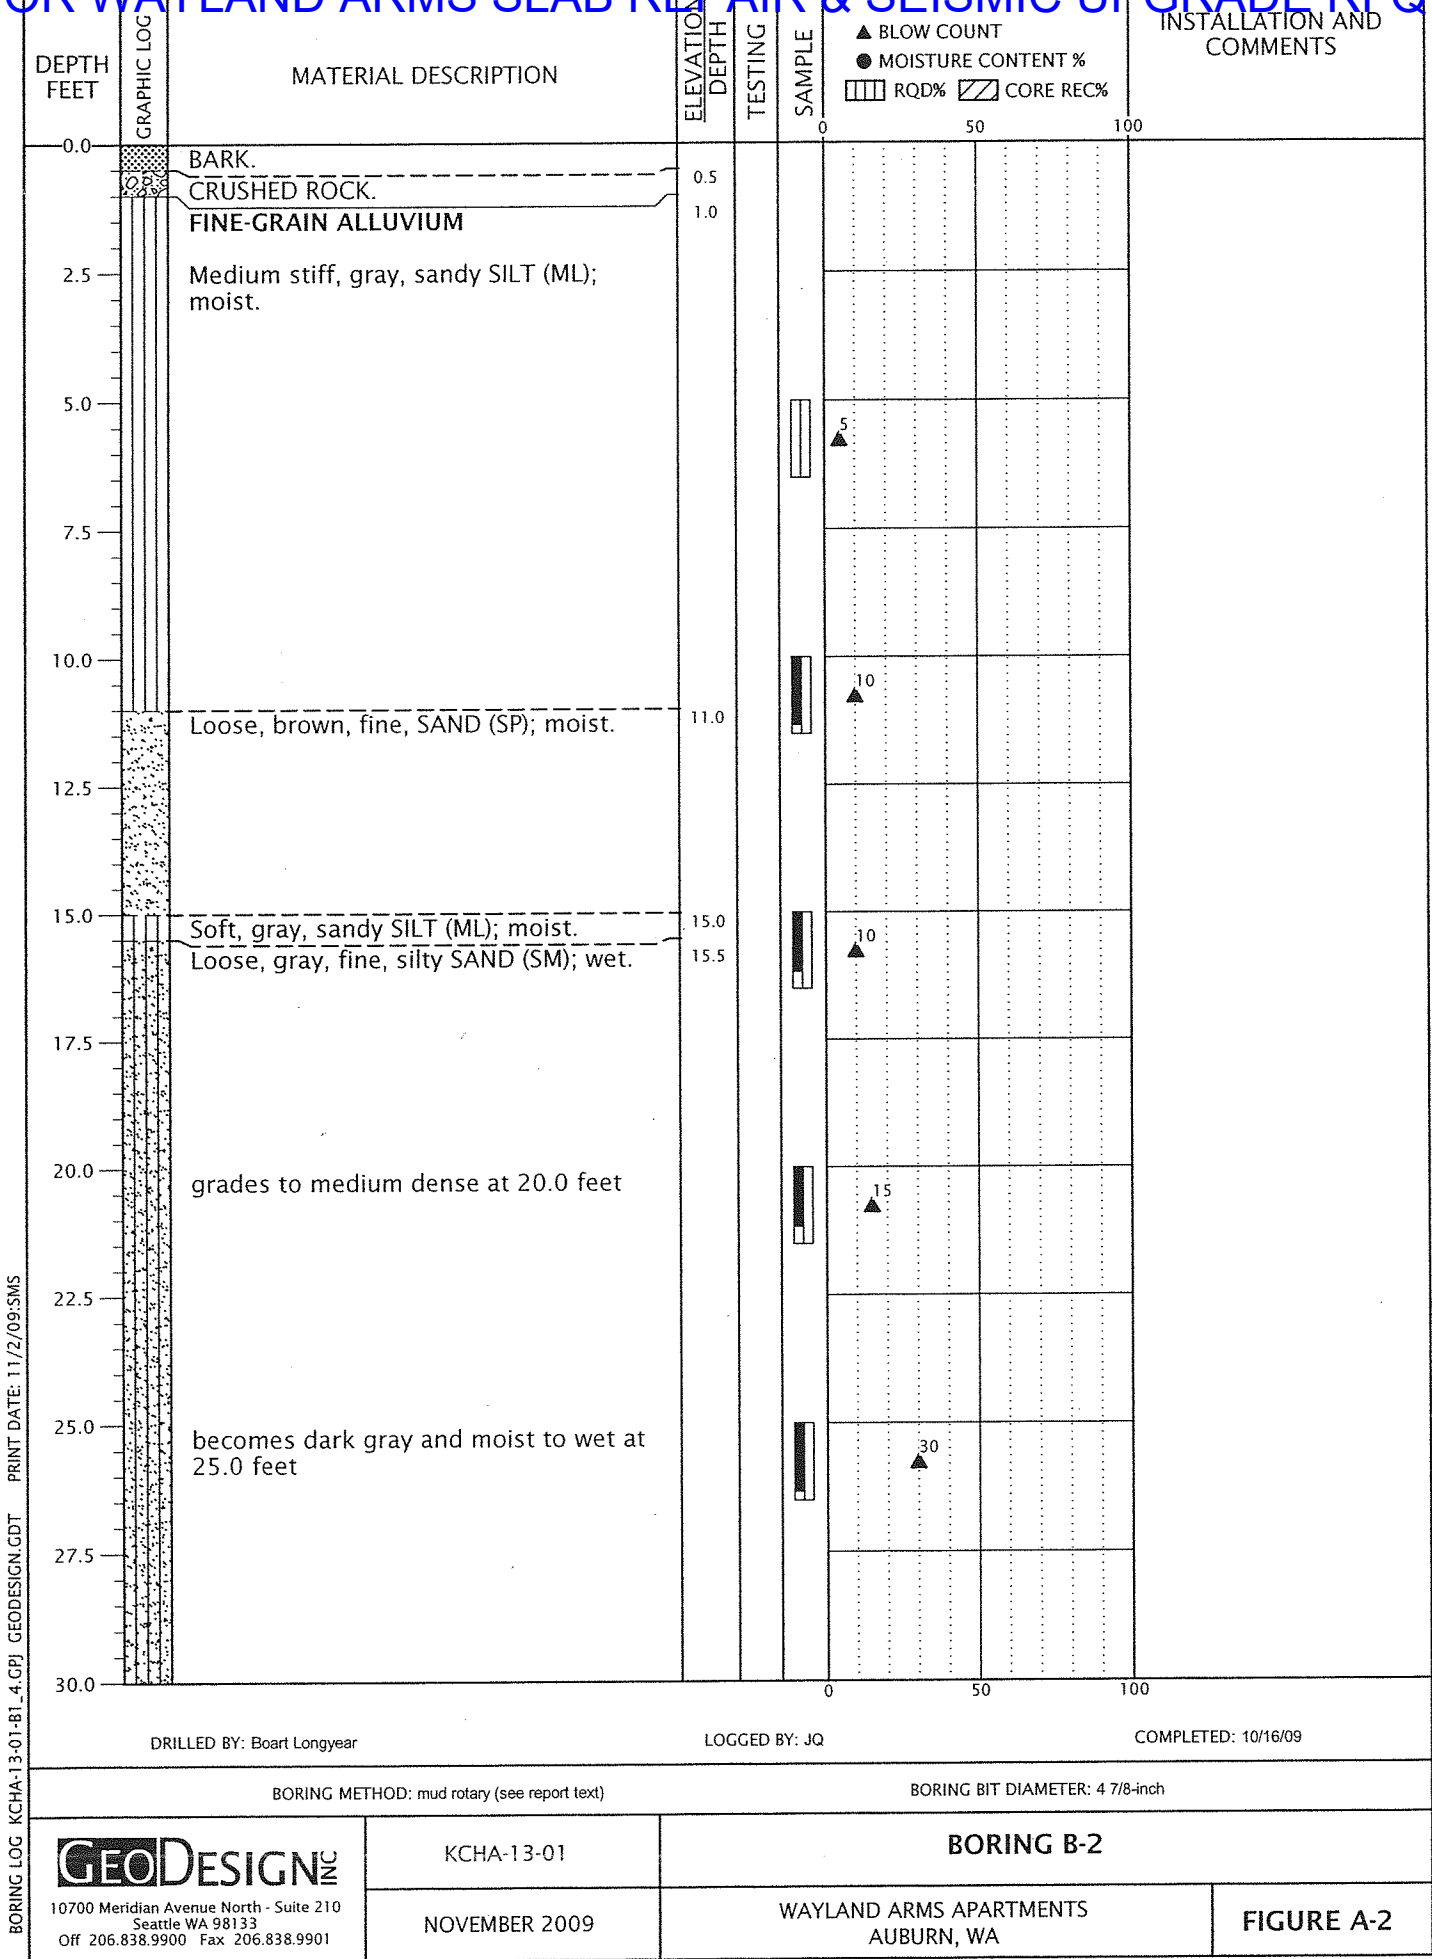 OR WAYLAND ARMS SLAB REPAIR & SEISMIC UPGRADE RFQ
DEPTH
FEET
GRAPHIC LOG
MATERIAL DESCRIPTION
ELEVATION
DEPTH
TESTING
SAMPLE
▲ BLOW COUNT
● MOISTURE CONTENT %
RQD% CORE REC%
INSTALLATION AND
COMMENTS
0 50 100
0.0
BARK.
0.5
CRUSHED ROCK.
1.0
FINE-GRAIN ALLUVIUM
2.5
Medium stiff, gray, sandy SILT (ML);
moist.
5.0
5
7.5
10.0
10
Loose, brown, fine, SAND (SP); moist.
11.0
12.5
15.0
Soft, gray, sandy SILT (ML); moist.
15.0
10
Loose, gray, fine, silty SAND (SM); wet.
15.5
17.5
20.0
grades to medium dense at 20.0 feet
15
22.5
25.0
becomes dark gray and moist to wet at
25.0 feet
30
27.5
30.0
0 50 100
DRILLED BY: Boart Longyear
LOGGED BY: JQ
COMPLETED: 10/16/09
BORING METHOD: mud rotary (see report text)
BORING BIT DIAMETER: 4 7/8-inch
GEODESIGN INC
10700 Meridian Avenue North - Suite 210
Seattle WA 98133
Off 206.838.9900 Fax 206.838.9901
KCHA-13-01
NOVEMBER 2009
BORING B-2
WAYLAND ARMS APARTMENTS
AUBURN, WA
FIGURE A-2
BORING LOG KCHA-13-01-B1_4.GPJ GEODESIGN.GDT PRINT DATE: 11/2/09:SMS